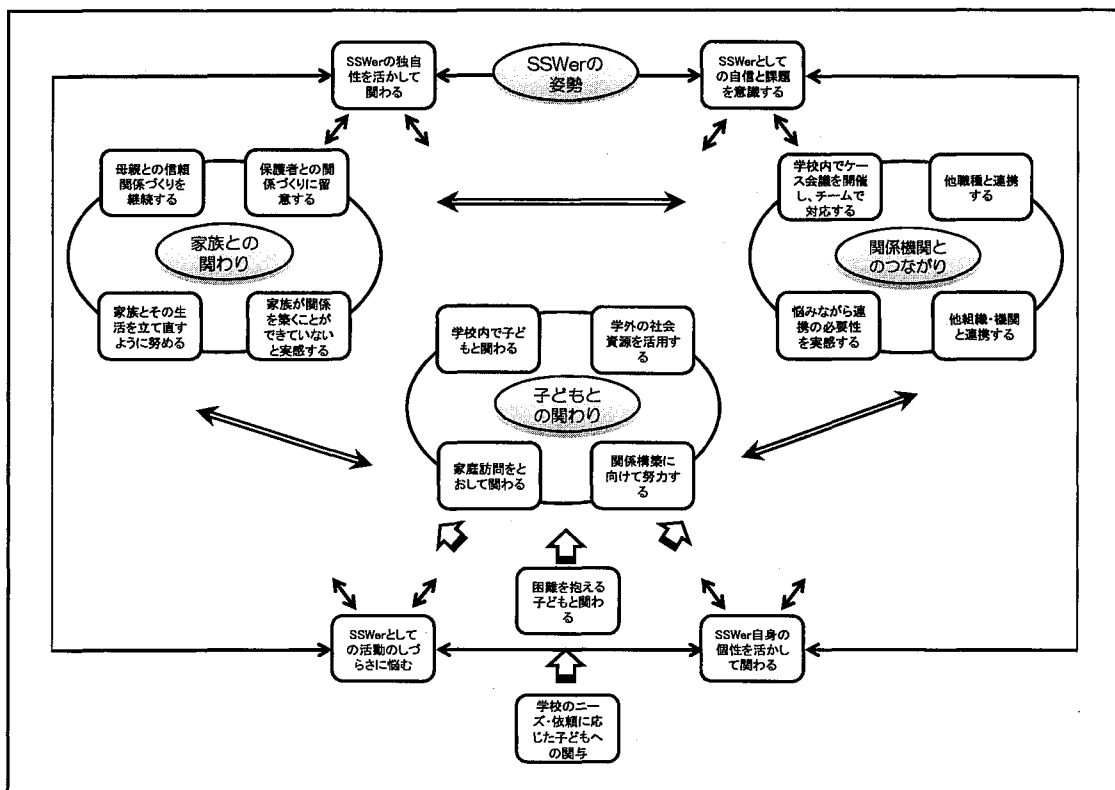 SSWerの独自
性を活かして
関わる
SSWerの
姿勢
SSWerとして
の自信と課題
を意識する
母親との信頼
関係づくりを
継続する
保護者との関
係づくりに留
意する
家族との
関わり
家族とその生
活を立て直す
ように努める
家族が関係
を築くことが
できていない
と実感する
学校内でケー
ス会議を開催
し、チームで
対応する
他職種と連携
する
関係機関と
のつながり
悩みながら連
携の必要性
を実感する
他組織・機関
と連携する
学校内で子ど
もと関わる
学外の社会
資源を活用す
る
子どもと
の関わり
家庭訪問をと
おして関わる
関係構築に
向けて努力す
る
困難を抱える
子どもと関わ
る
SSWerとして
の活動のしづ
らさに悩む
SSWer自身の
個性を活かし
て関わる
学校のニー
ズ・依頼に応
じた子どもへ
の関与